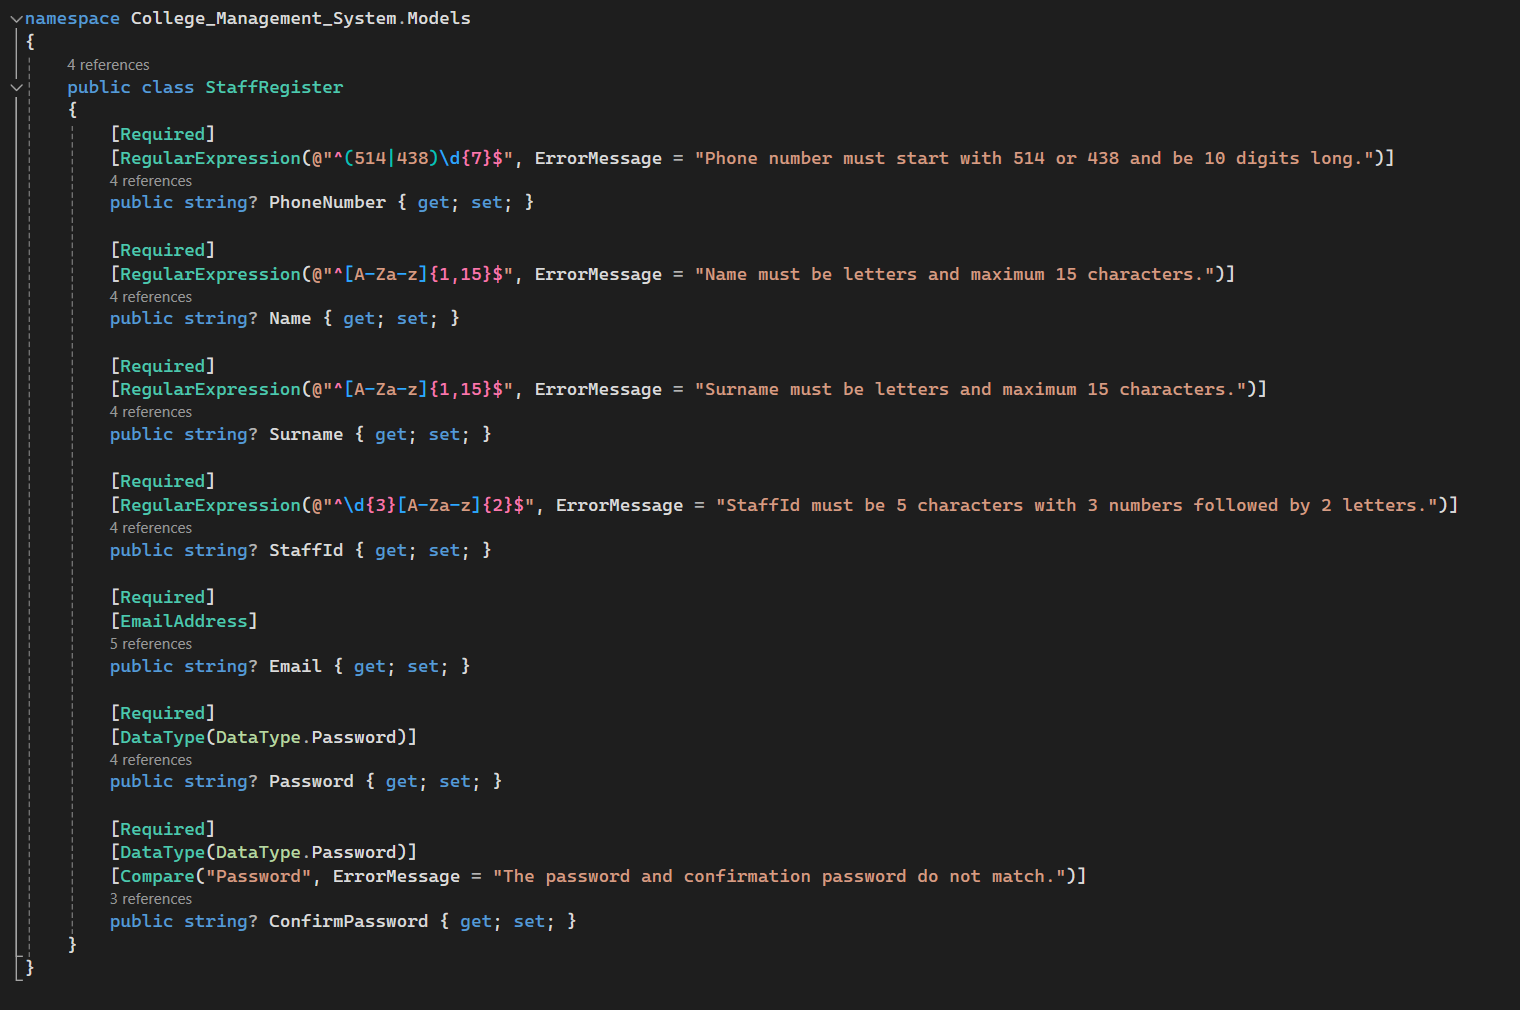 namespace College_Management_System.Models
{
4 references
public class StaffRegister
{
[Required]
[RegularExpression(@"^(514|438)\d{7}$", ErrorMessage = "Phone number must start with 514 or 438 and be 10 digits long.")]
4 references
public string? PhoneNumber { get; set; }
[Required]
[RegularExpression(@"^[A-Za-z]{1,15}$", ErrorMessage = "Name must be letters and maximum 15 characters.")]
4 references
public string? Name { get; set; }
[Required]
[RegularExpression(@"^[A-Za-z]{1,15}$", ErrorMessage = "Surname must be letters and maximum 15 characters.")]
4 references
public string? Surname { get; set; }
[Required]
[RegularExpression(@"^\d{3}[A-Za-z]{2}$", ErrorMessage = "StaffId must be 5 characters with 3 numbers followed by 2 letters.")]
4 references
public string? StaffId { get; set; }
[Required]
[EmailAddress]
5 references
public string? Email { get; set; }
[Required]
[DataType(DataType.Password)]
4 references
public string? Password { get; set; }
[Required]
[DataType(DataType.Password)]
[Compare("Password", ErrorMessage = "The password and confirmation password do not match.")]
3 references
public string? ConfirmPassword { get; set; }
}
}